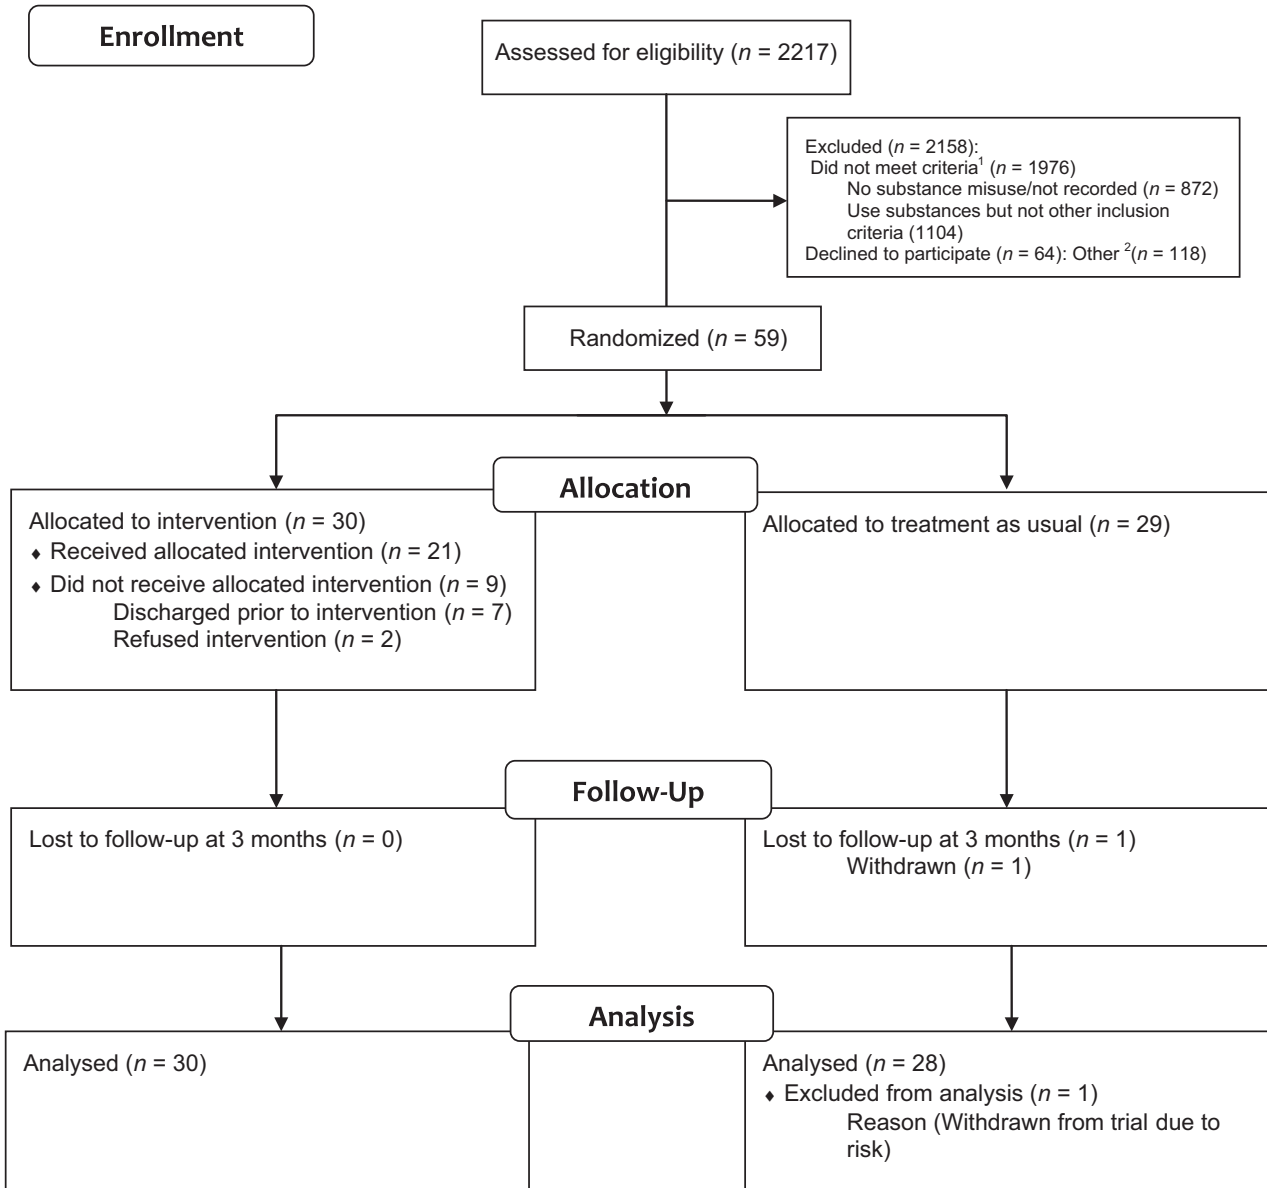 Enrollment
Assessed for eligibility (n = 2217)
Excluded (n = 2158):
Did not meet criteria1 (n = 1976)
No substance misuse/not recorded (n = 872)
Use substances but not other inclusion
criteria (1104)
Declined to participate (n = 64): Other 2(n = 118)
Randomized (n = 59)
Allocation
Allocated to intervention (n = 30)
♦ Received allocated intervention (n = 21)
♦ Did not receive allocated intervention (n = 9)
Discharged prior to intervention (n = 7)
Refused intervention (n = 2)
Allocated to treatment as usual (n = 29)
Follow-Up
Lost to follow-up at 3 months (n = 0)
Lost to follow-up at 3 months (n = 1)
Withdrawn (n = 1)
Analysis
Analysed (n = 30)
Analysed (n = 28)
♦ Excluded from analysis (n = 1)
Reason (Withdrawn from trial due to
risk)